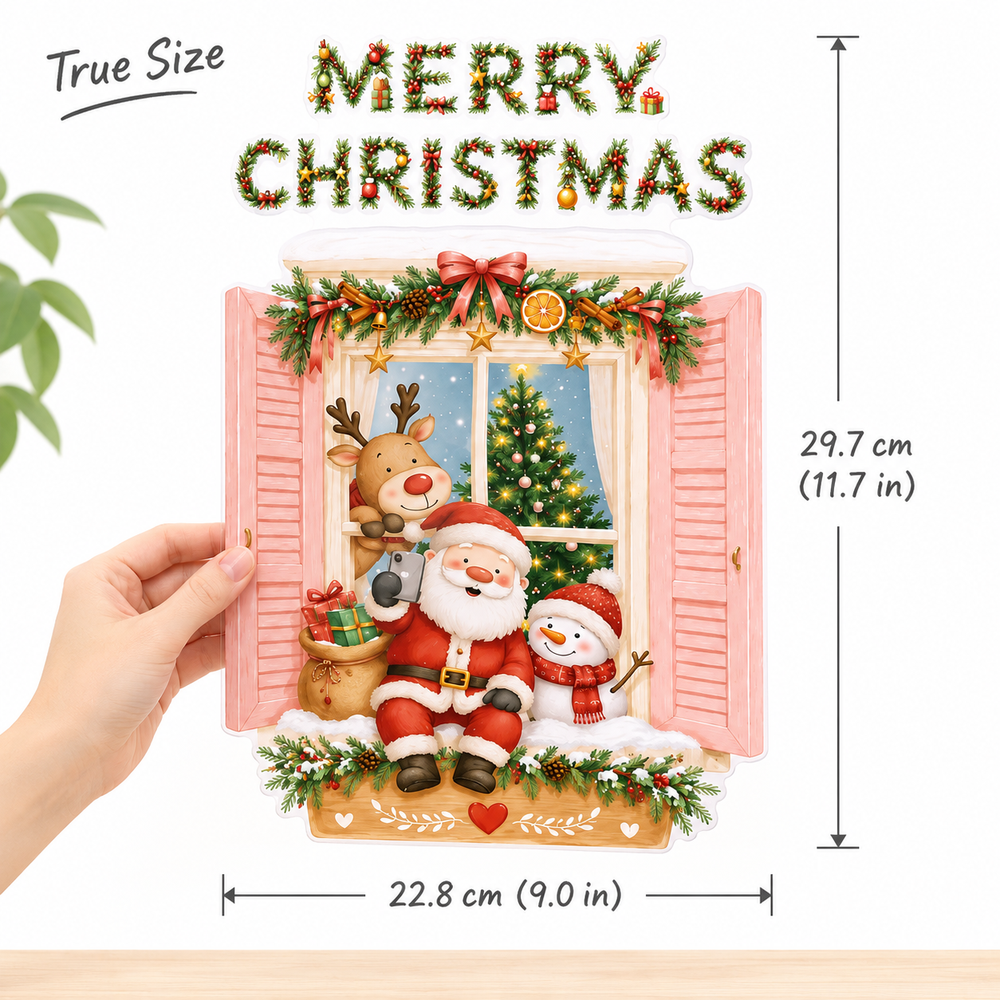 True Size
MERRY
CHRISTMAS
29.7 cm
(11.7 in)
22.8 cm (9.0 in)